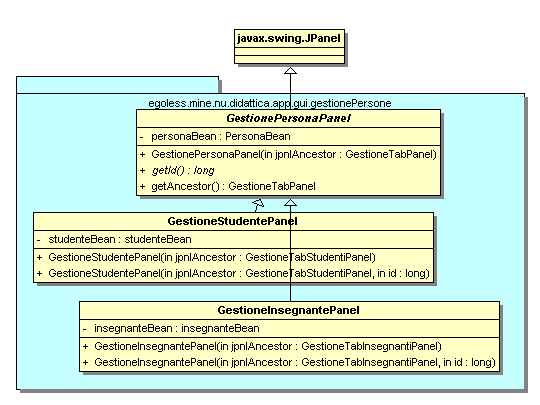 javax.swing.JPanel
egoless.mine.nu.didattica.app.gui.gestionePersone
GestionePersonaPanel
- personaBean : PersonaBean
+ GestionePersonaPanel(in jpnlAncestor : GestioneTabPanel)
+ getId() : long
+ getAncestor() : GestioneTabPanel
GestioneStudentePanel
- studenteBean : studenteBean
+ GestioneStudentePanel(in jpnlAncestor : GestioneTabStudentiPanel)
+ GestioneStudentePanel(in jpnlAncestor : GestioneTabStudentiPanel, in id : long)
GestioneInsegnantePanel
- insegnanteBean : insegnanteBean
+ GestioneInsegnantePanel(in jpnlAncestor : GestioneTabInsegnantiPanel)
+ GestioneInsegnantePanel(in jpnlAncestor : GestioneTabInsegnantiPanel, in id : long)